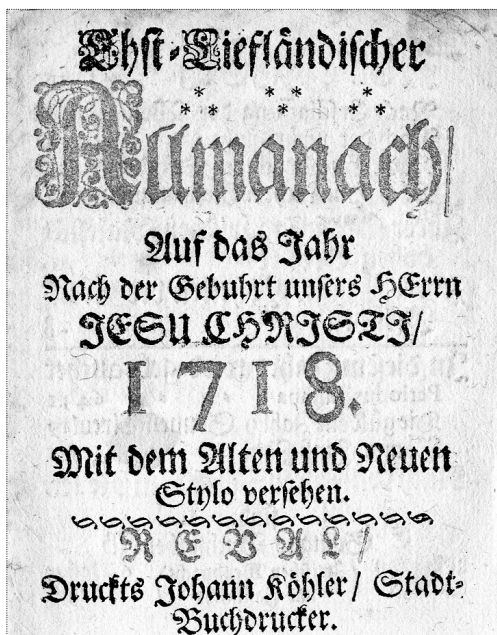 Ehst-Liefländischer
Allmanach/
Auf das Jahr
Nach der Gebuhrt unsers HErrn
JESU CHRISTI/
1718.
Mit dem Alten und Neuen
Stylo versehen.
REVAL/
Druckts Johann Köhler/ Stadt-
Buchdrucker.